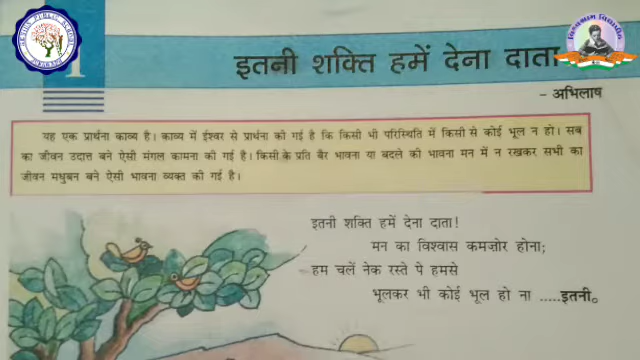 1
इतनी शक्ति हमें देना दाता
- अभिलाष
यह एक प्रार्थना काव्य है। काव्य में ईश्वर से प्रार्थना की गई है कि किसी भी परिस्थिति में किसी से कोई भूल न हो। सब
का जीवन उदात्त बने ऐसी मंगल कामना की गई है। किसी के प्रति बैर भावना या बदले की भावना मन में न रखकर सभी का
जीवन मधुबन बने ऐसी भावना व्यक्त की गई है।
इतनी शक्ति हमें देना दाता!
मन का विश्वास कमज़ोर होना;
हम चलें नेक रस्ते पे हमसे
भूलकर भी कोई भूल हो ना .....इतनी。